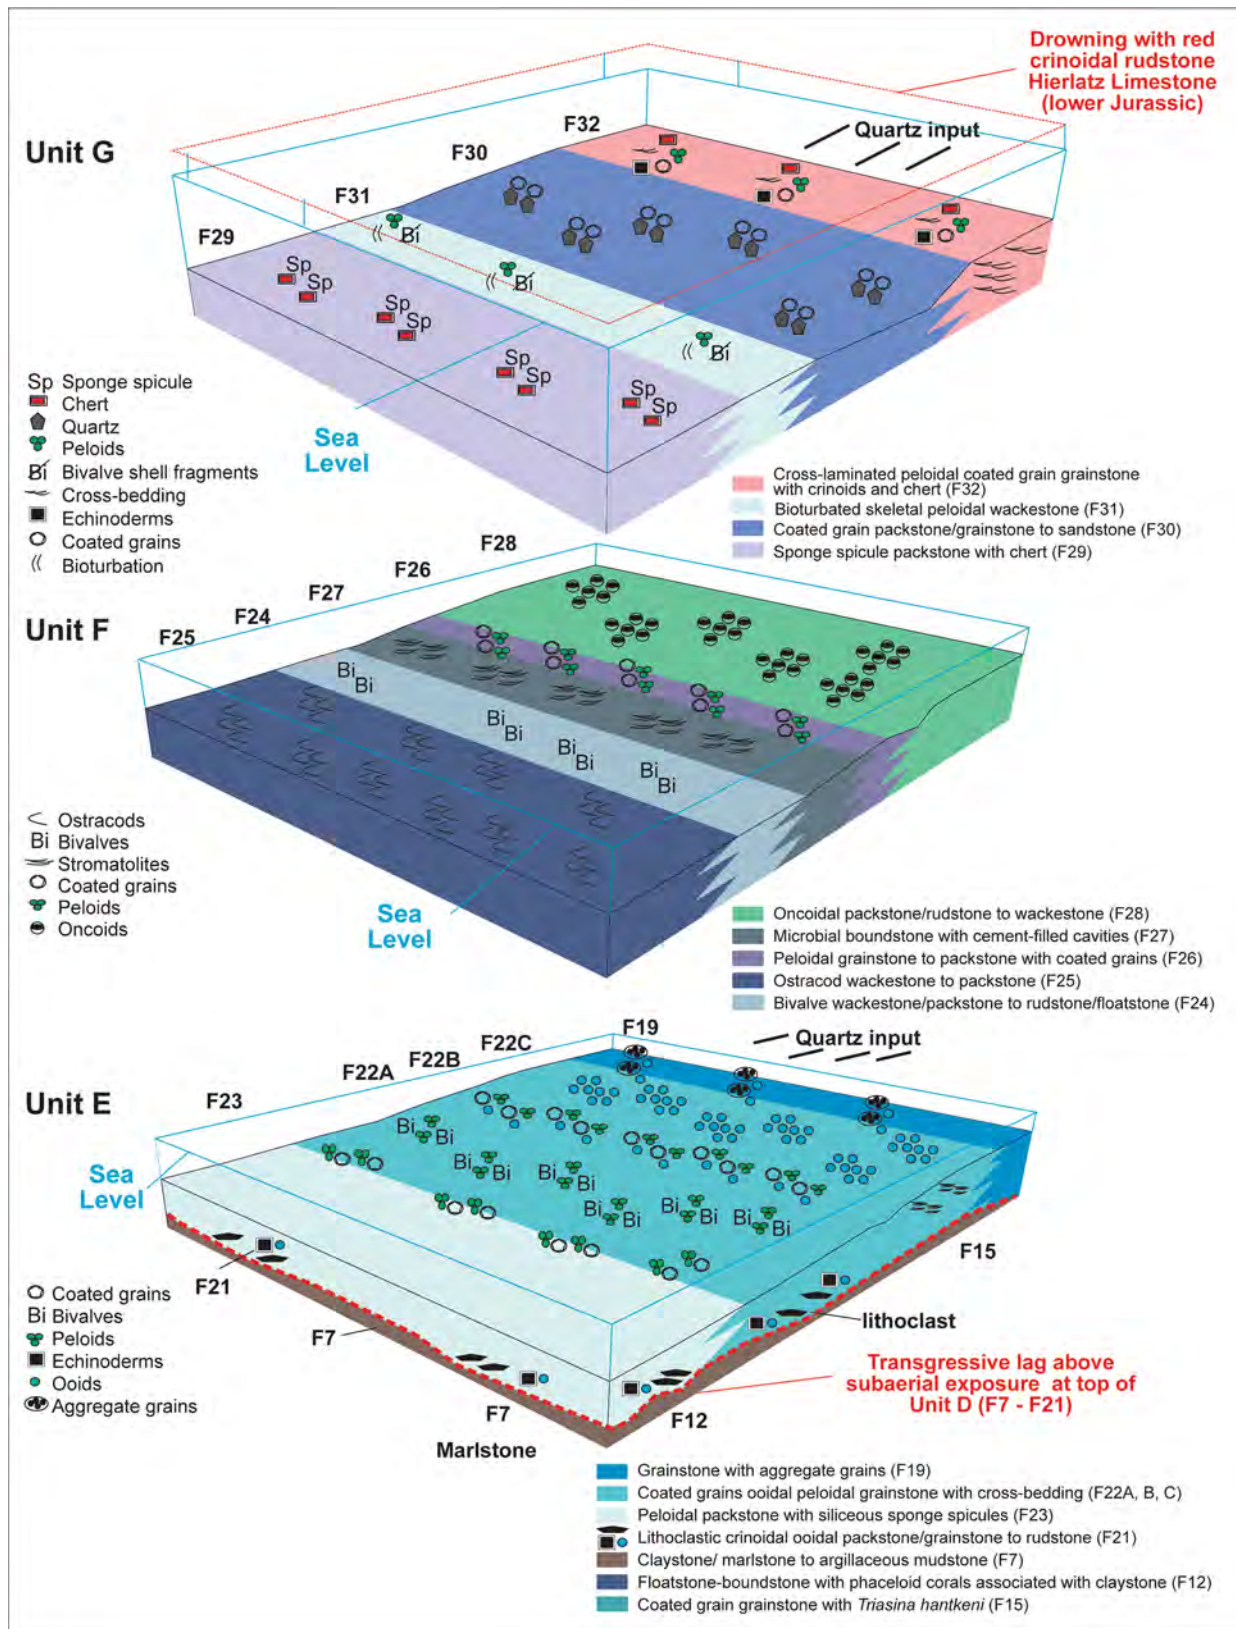 Drowning with red
crinoidal rudstone
Hierlatz Limestone
(lower Jurassic)
Unit G
F32
Quartz input
F30
F31
F29
Bi
Bi
Bi
Sp
Sp
Sp
Sp
Sp
Sp
Sp
Sp
Sea
Level
Sp Sponge spicule
Chert
Quartz
Peloids
Bi Bivalve shell fragments
Cross-bedding
Echinoderms
Coated grains
Bioturbation
Cross-laminated peloidal coated grain grainstone
with crinoids and chert (F32)
Bioturbated skeletal peloidal wackestone (F31)
Coated grain packstone/grainstone to sandstone (F30)
Sponge spicule packstone with chert (F29)
Unit F
F28
F26
F27
F24
F25
Bi
Bi
Bi
Bi
Bi
Bi
Bi
Bi
Sea
Level
Ostracods
Bi Bivalves
Stromatolites
Coated grains
Peloids
Oncoids
Oncoidal packstone/rudstone to wackestone (F28)
Microbial boundstone with cement-filled cavities (F27)
Peloidal grainstone to packstone with coated grains (F26)
Ostracod wackestone to packstone (F25)
Bivalve wackestone/packstone to rudstone/floatstone (F24)
Unit E
F19
Quartz input
F22C
F22B
F22A
F23
Sea
Level
Bi
Bi
Bi
Bi
Bi
Bi
Bi
Bi
Bi
Bi
Bi
Bi
F21
F7
F7
Marlstone
F12
F15
lithoclast
Transgressive lag above
subaerial exposure at top of
Unit D (F7 - F21)
Coated grains
Bi Bivalves
Peloids
Echinoderms
Ooids
Aggregate grains
Grainstone with aggregate grains (F19)
Coated grains ooidal peloidal grainstone with cross-bedding (F22A, B, C)
Peloidal packstone with siliceous sponge spicules (F23)
Lithoclastic crinoidal ooidal packstone/grainstone to rudstone (F21)
Claystone/ marlstone to argillaceous mudstone (F7)
Floatstone-boundstone with phaceloid corals associated with claystone (F12)
Coated grain grainstone with Triasina hantkeni (F15)